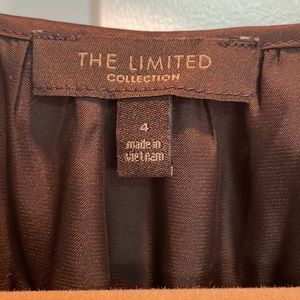 THE LIMITED
COLLECTION
4
made in
vietnam